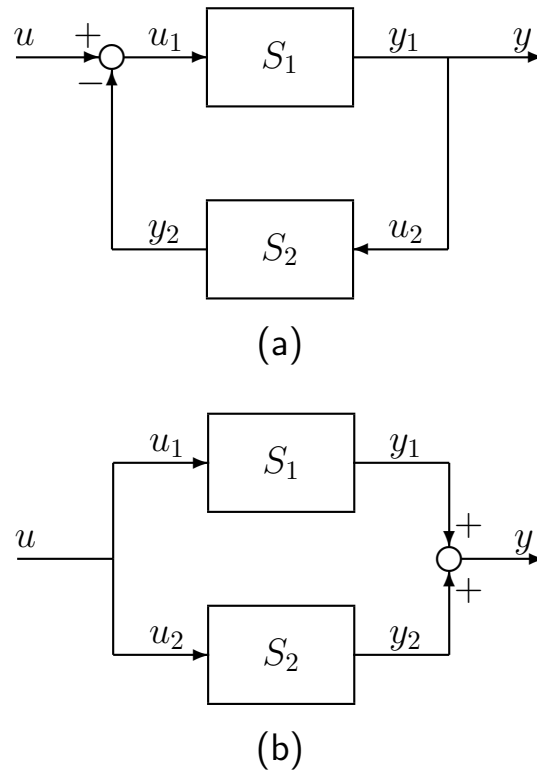 u + u₁ S₁ y₁ y
−
y₂ S₂ u₂
(a)
u₁ S₁ y₁
u + y
+
u₂ S₂ y₂
(b)